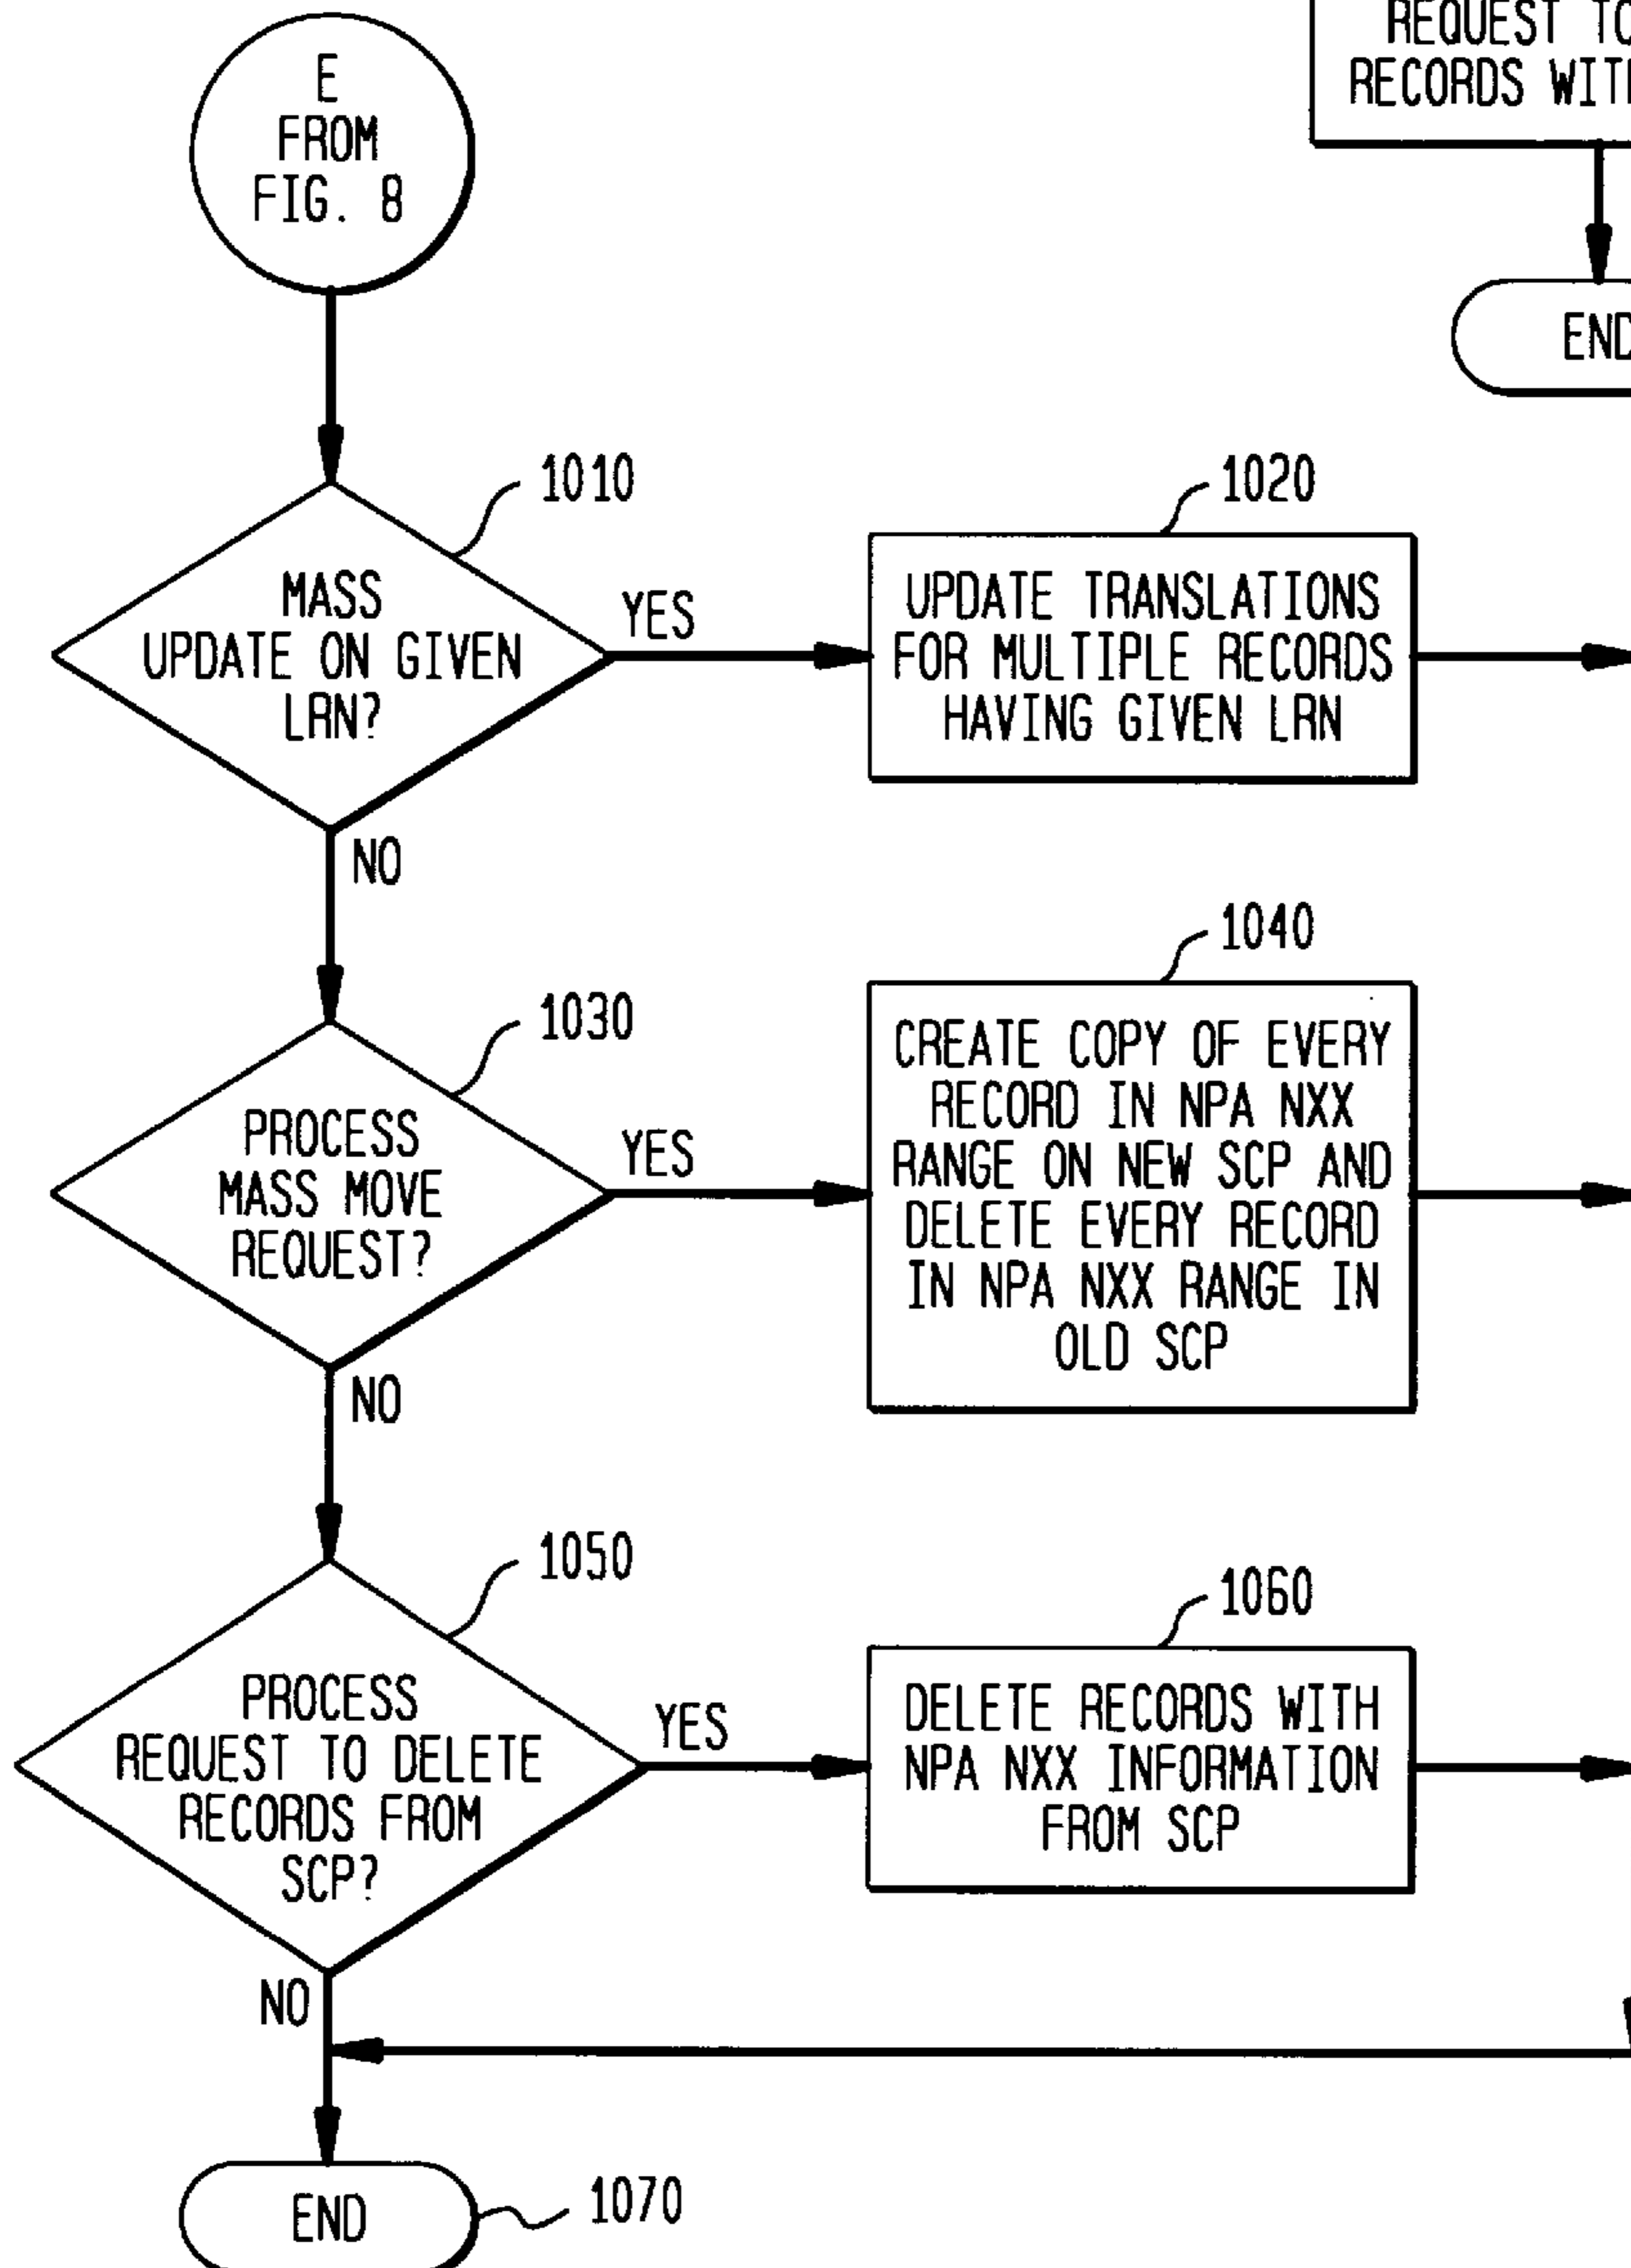 E
FROM
FIG. 8
REQUEST TO
RECORDS WITH
END
1010
MASS
UPDATE ON GIVEN
LRN?
YES
NO
1020
UPDATE TRANSLATIONS
FOR MULTIPLE RECORDS
HAVING GIVEN LRN
1030
PROCESS
MASS MOVE
REQUEST?
YES
NO
1040
CREATE COPY OF EVERY
RECORD IN NPA NXX
RANGE ON NEW SCP AND
DELETE EVERY RECORD
IN NPA NXX RANGE IN
OLD SCP
1050
PROCESS
REQUEST TO DELETE
RECORDS FROM
SCP?
YES
NO
1060
DELETE RECORDS WITH
NPA NXX INFORMATION
FROM SCP
END
1070